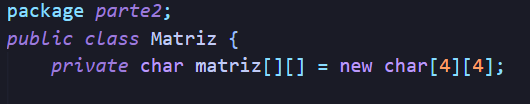 package parte2;
public class Matriz {
    private char matriz[][] = new char[4][4];